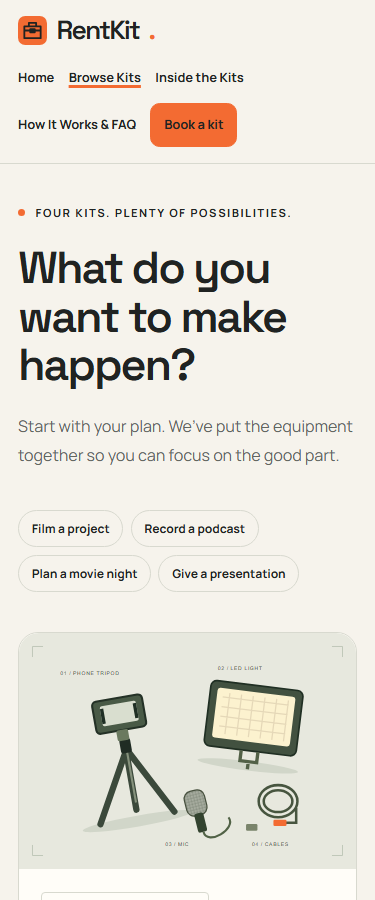 RentKit .
Home Browse Kits Inside the Kits
How It Works & FAQ Book a kit
FOUR KITS. PLENTY OF POSSIBILITIES.
What do you
want to make
happen?
Start with your plan. We’ve put the equipment
together so you can focus on the good part.
Film a project Record a podcast
Plan a movie night Give a presentation
02 / LED LIGHT
01 / PHONE TRIPOD
03 / MIC 04 / CABLES